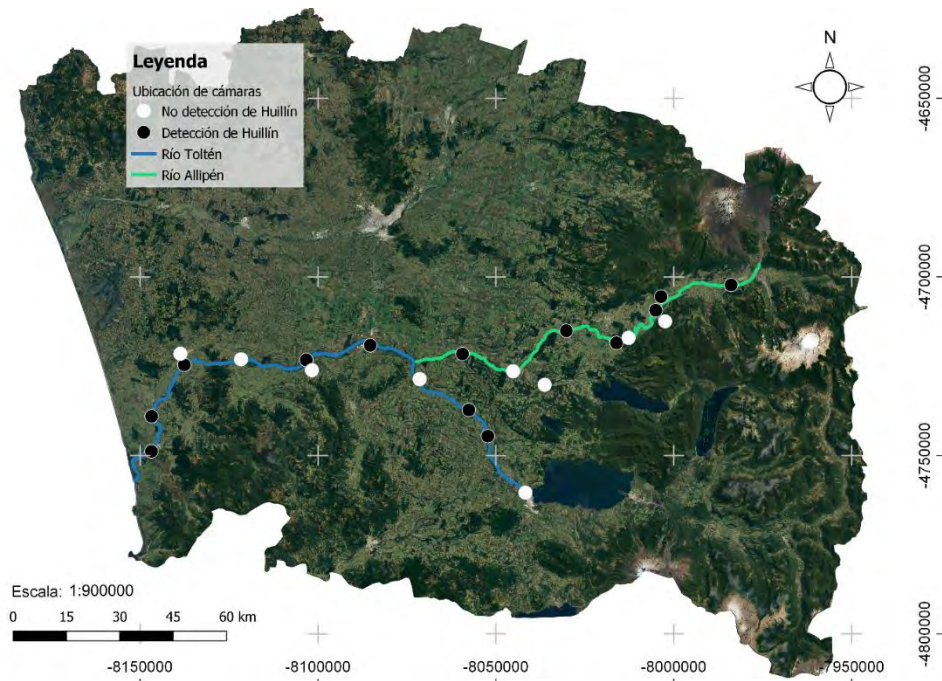 Leyenda
Ubicación de cámaras
No detección de Huillín
Detección de Huillín
Río Toltén
Río Allipén
N
-4650000
-4700000
-4750000
-4800000
Escala: 1:900000
0 15 30 45 60 km
-8150000 -8100000 -8050000 -8000000 -7950000